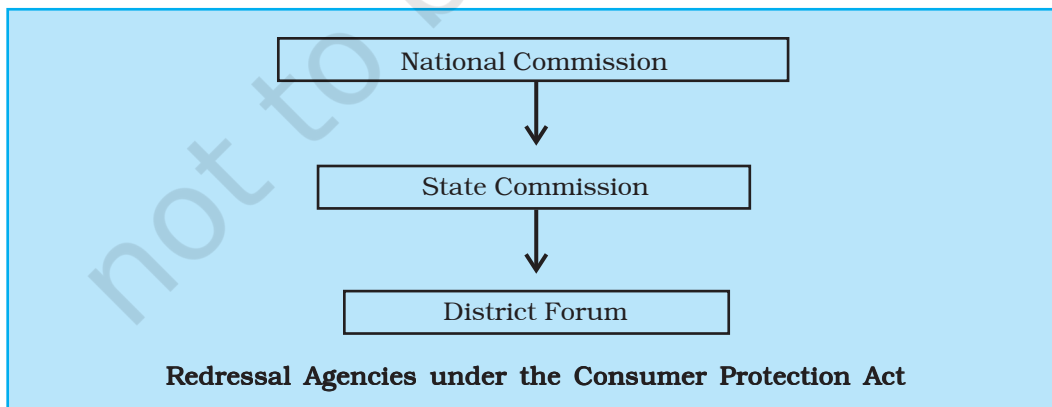 National Commission
State Commission
District Forum
Redressal Agencies under the Consumer Protection Act
not to b